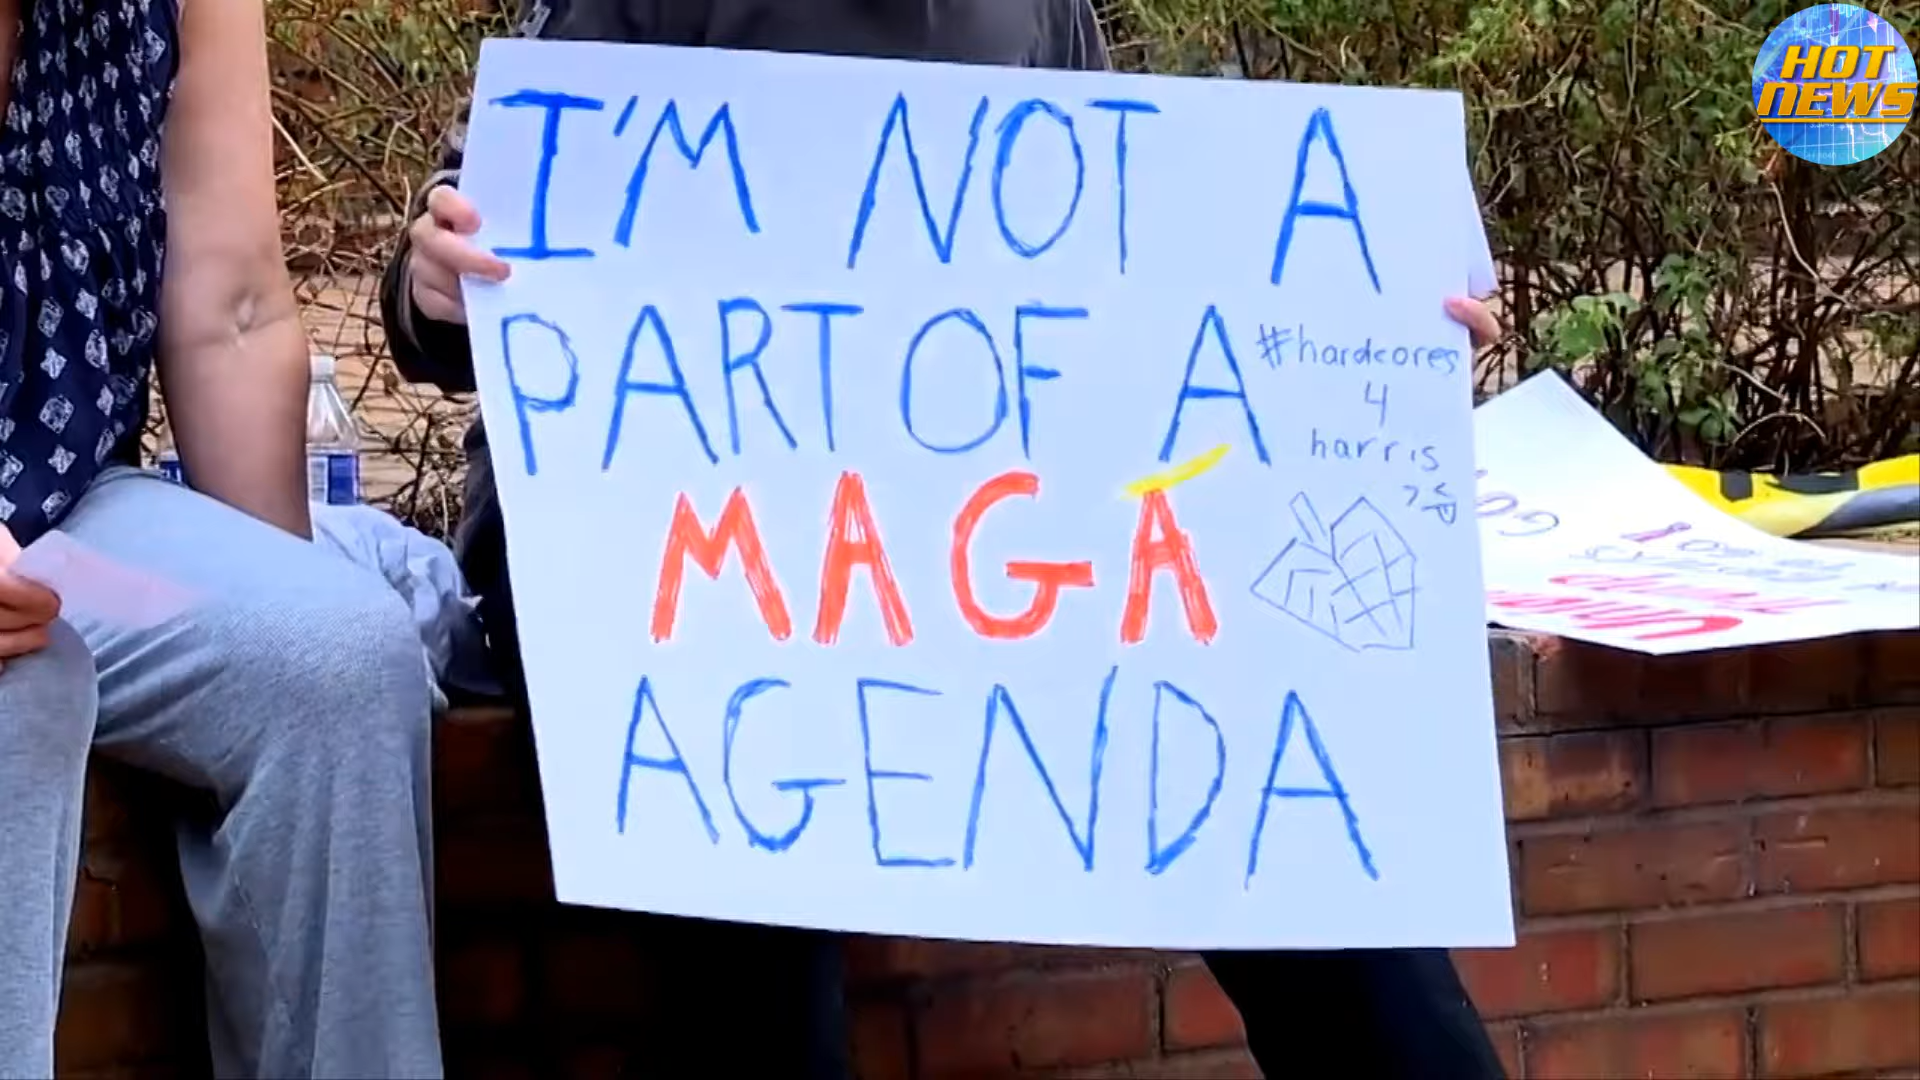 HOT
NEWS
I'M NOT A
PART OF A
MAGA
AGENDA
#hardcores
4
harris